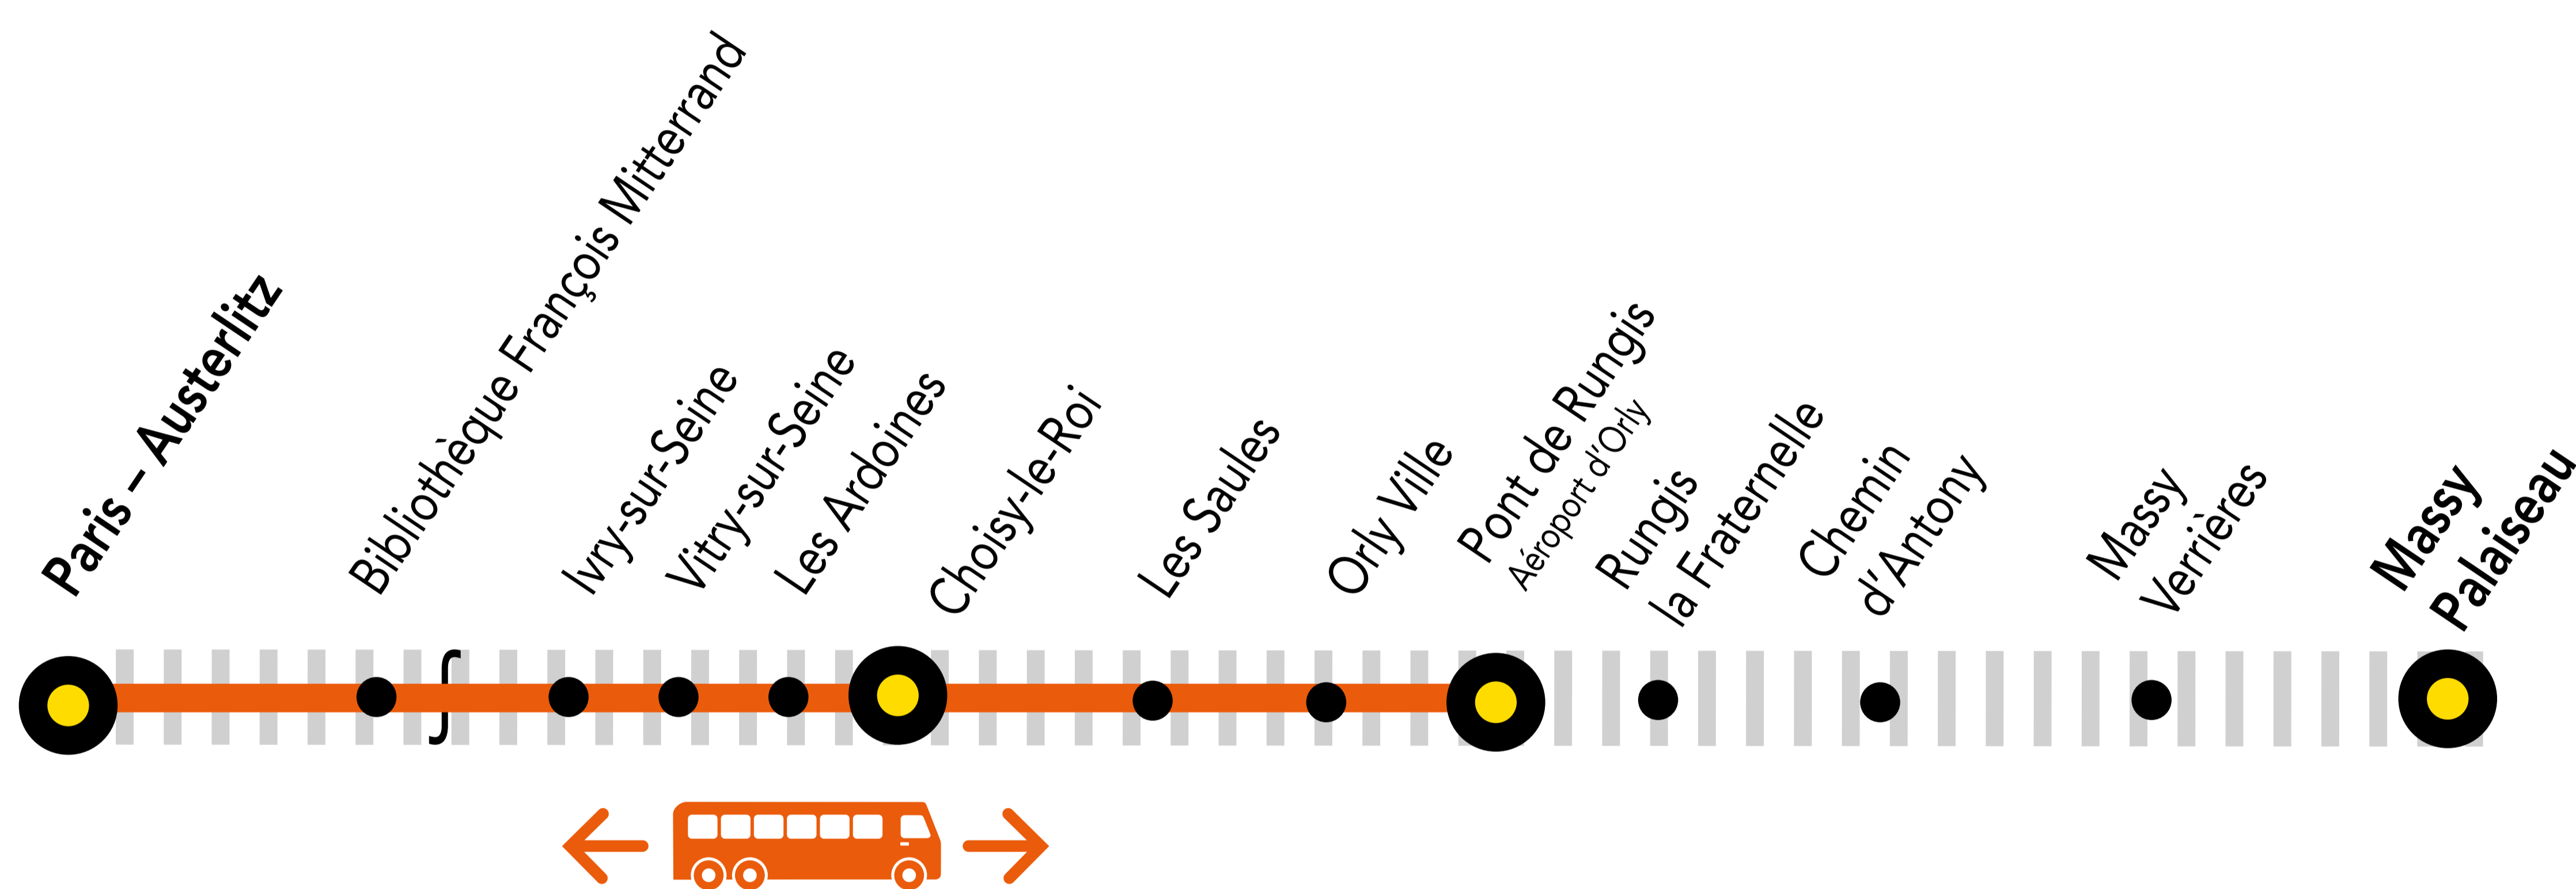 Paris – Austerlitz
Bibliothèque François Mitterrand
Ivry-sur-Seine
Vitry-sur-Seine
Les Ardoines
Choisy-le-Roi
Les Saules
Orly Ville
Pont de Rungis
Aéroport d'Orly
Rungis
la Fraternelle
Chemin
d'Antony
Massy
Verrières
Massy
Palaiseau